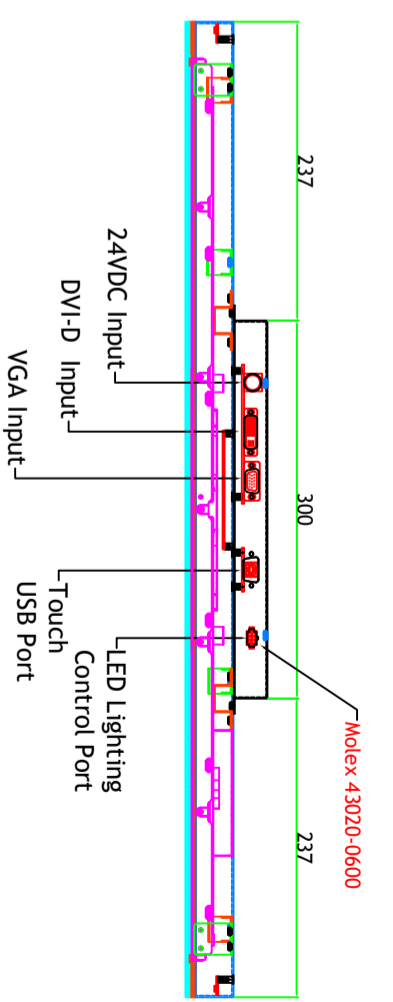 237
300
237
24VDC Input
DVI-D Input
VGA Input
Touch
USB Port
LED Lighting
Control Port
Molex 43020-0600